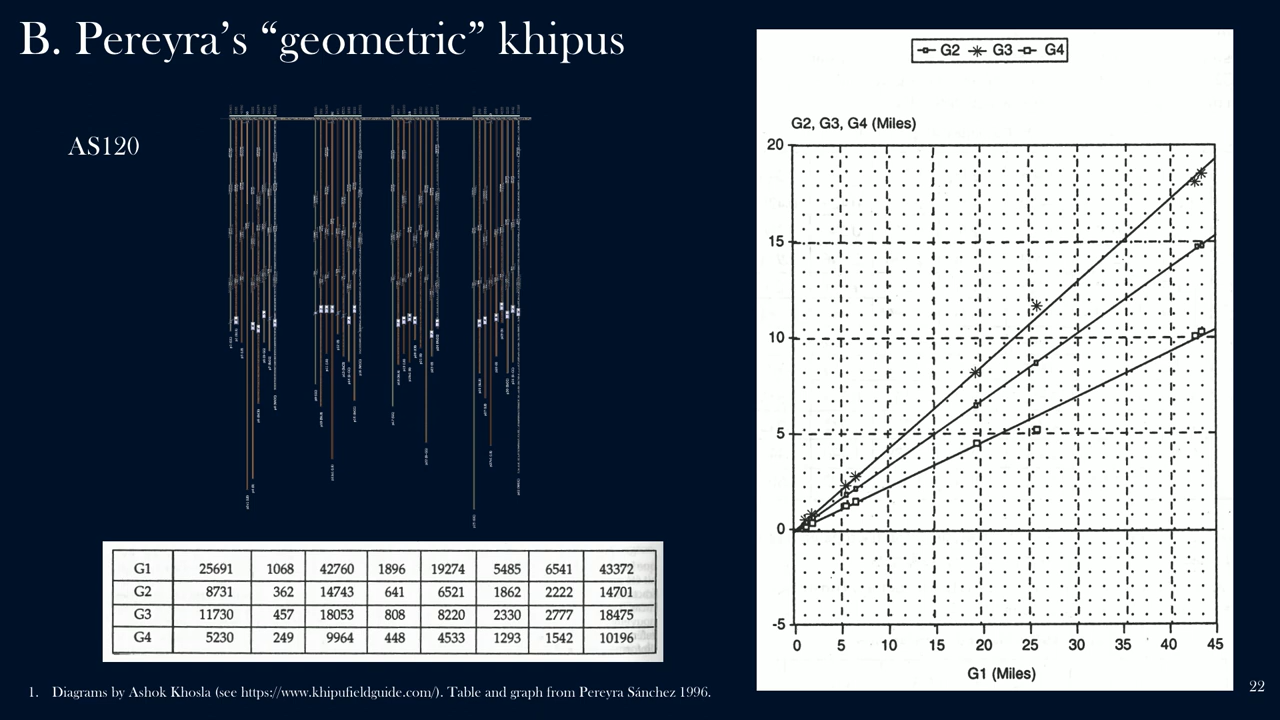 B. Pereyra’s “geometric” khipus
AS120
G1 25691 1068 42760 1896 19274 5485 6541 43372
G2 8731 362 14743 641 6521 1862 2222 14701
G3 11730 457 18053 808 8220 2330 2777 18475
G4 5230 249 9964 448 4533 1293 1542 10196
G2 G3 G4
G2, G3, G4 (Miles)
20
15
10
5
0
-5
0 5 10 15 20 25 30 35 40 45
G1 (Miles)
1. Diagrams by Ashok Khosla (see https://www.khipufieldguide.com/). Table and graph from Pereyra Sánchez 1996.
22